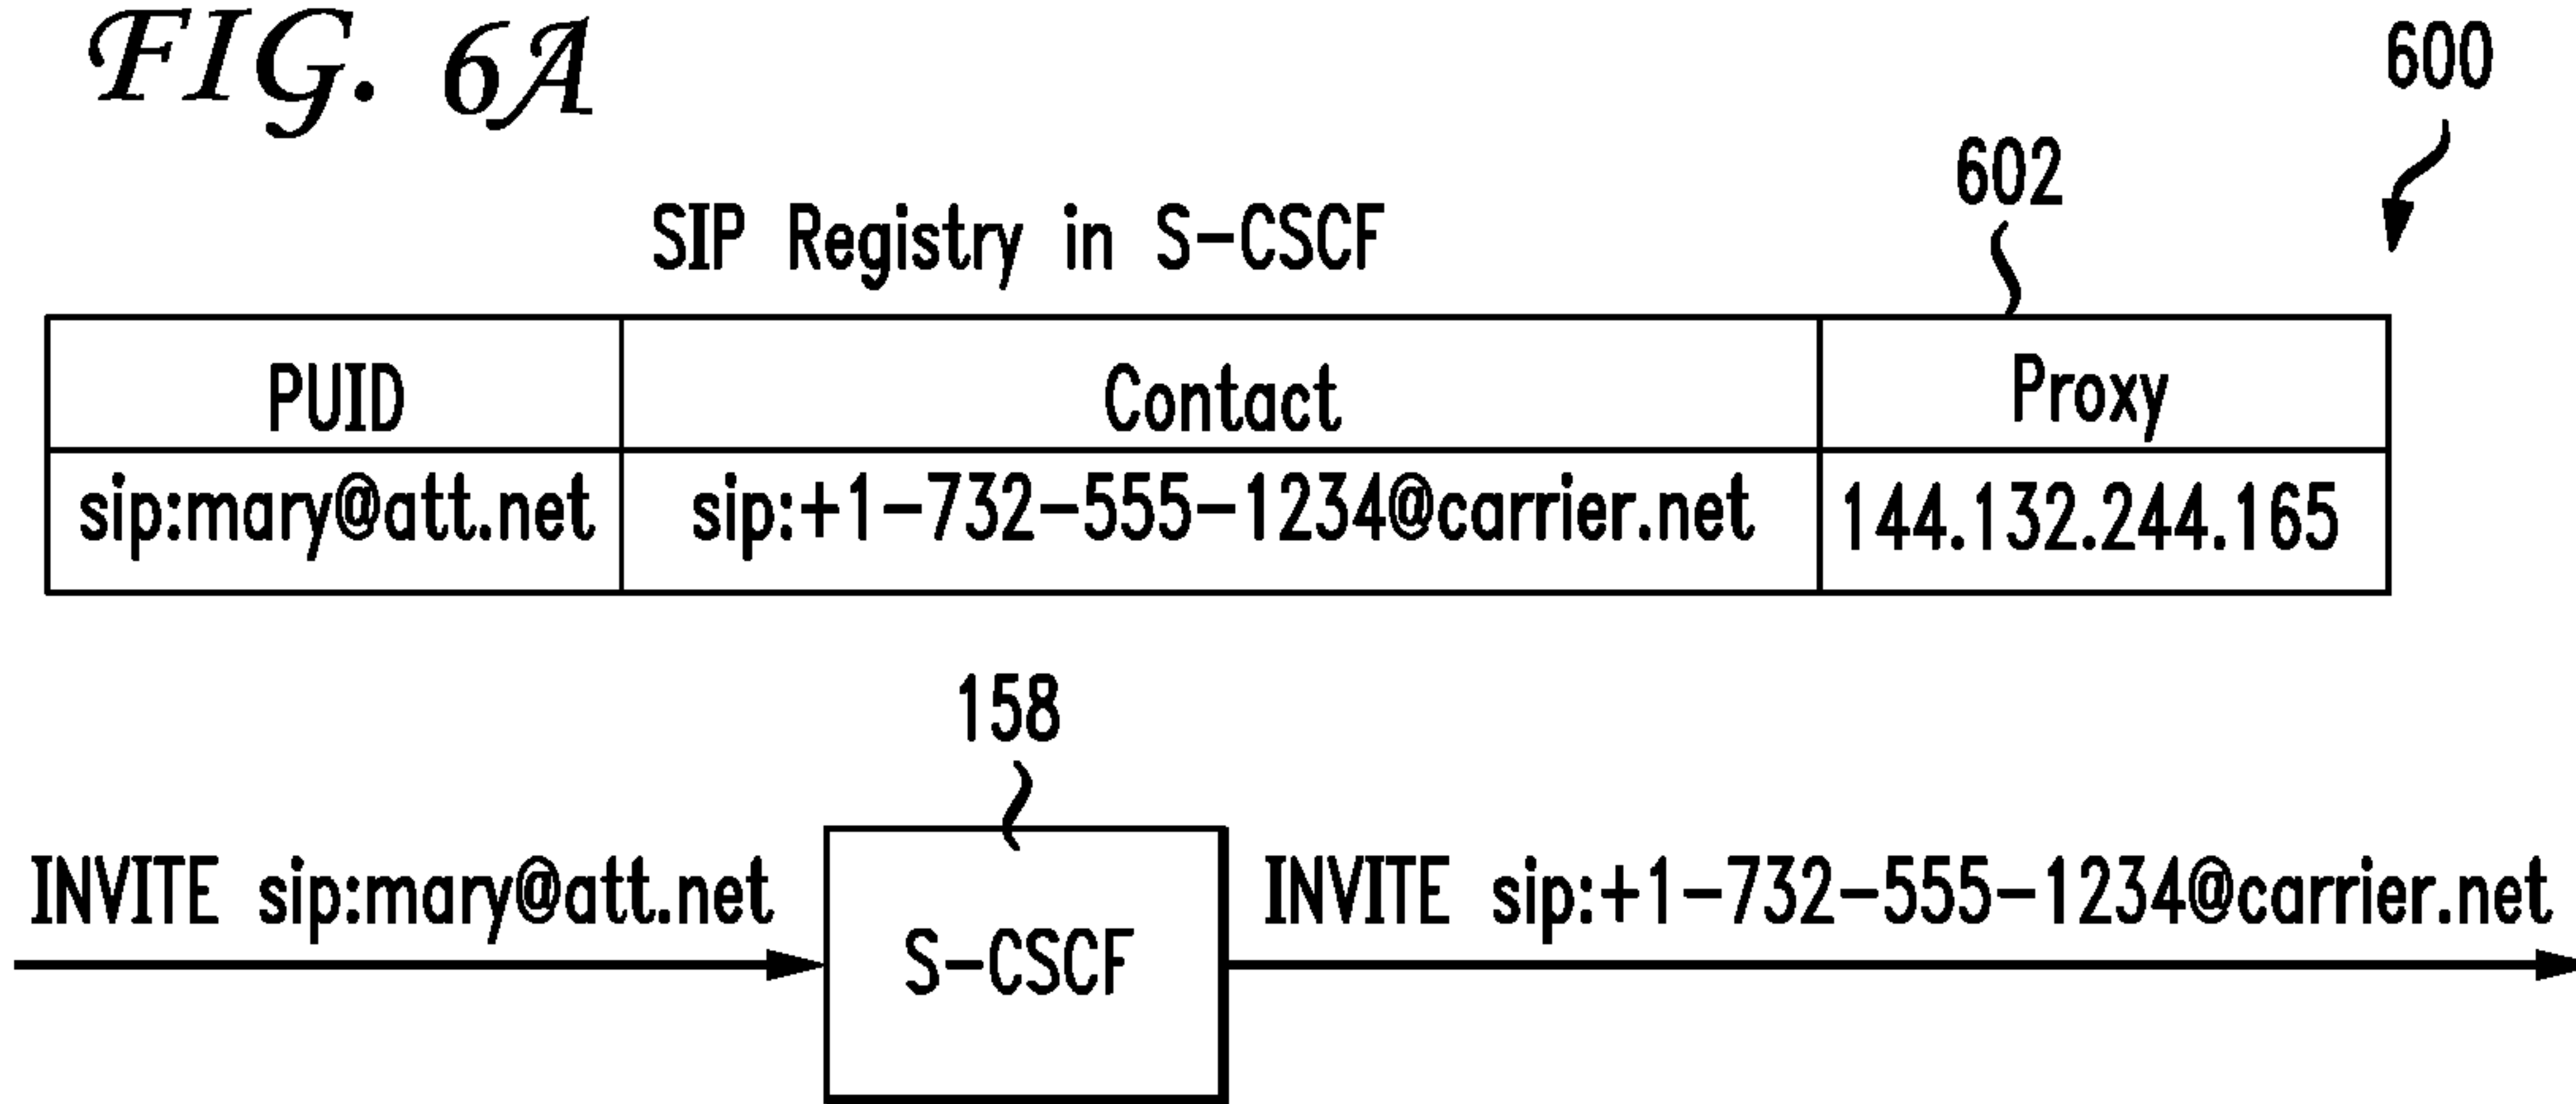 FIG. 6A
600
602
SIP Registry in S-CSCF
PUID Contact Proxy
sip:mary@att.net sip:+1-732-555-1234@carrier.net 144.132.244.165
158
INVITE sip:mary@att.net INVITE sip:+1-732-555-1234@carrier.net
S-CSCF